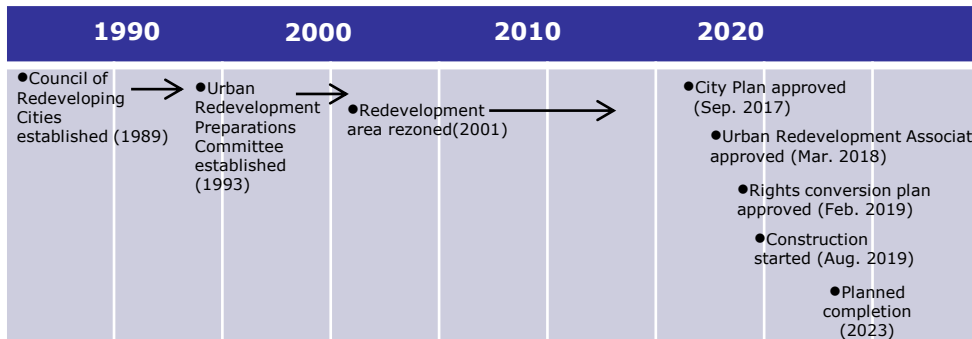 1990 2000 2010 2020
●Council of
Redeveloping
Cities
established (1989)
●Urban
Redevelopment
Preparations
Committee
established
(1993)
●Redevelopment
area rezoned(2001)
●City Plan approved
(Sep. 2017)
●Urban Redevelopment Associat
approved (Mar. 2018)
●Rights conversion plan
approved (Feb. 2019)
●Construction
started (Aug. 2019)
●Planned
completion
(2023)